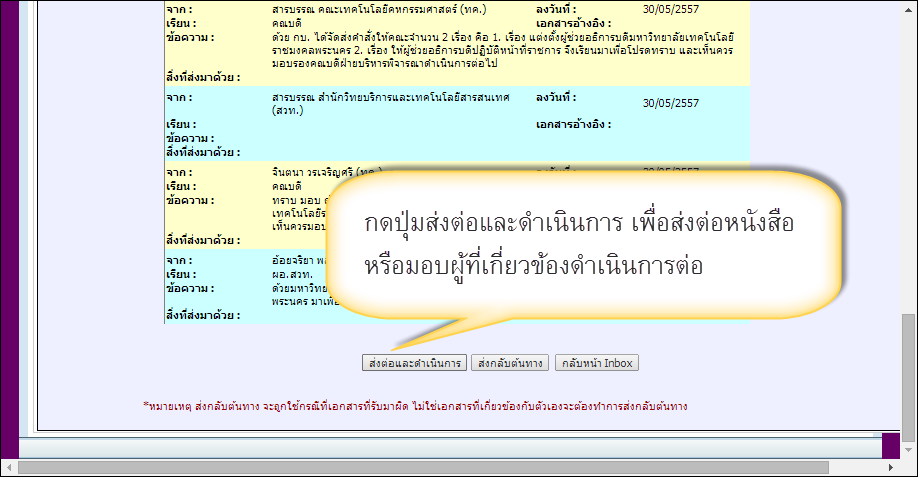 จาก : สารบรรณ คณะเทคโนโลยีคหกรรมศาสตร์ (ทค.) ลงวันที่ : 30/05/2557
เรียน : คณบดี เอกสารอ้างอิง :
ข้อความ : ด้วย กบ. ได้จัดส่งคำสั่งให้คณะจำนวน 2 เรื่อง คือ 1. เรื่อง แต่งตั้งผู้ช่วยอธิการบดีมหาวิทยาลัยเทคโนโลยี
ราชมงคลพระนคร 2. เรื่อง ให้ผู้ช่วยอธิการบดีปฏิบัติหน้าที่ราชการ จึงเรียนมาเพื่อโปรดทราบ และเห็นควร
มอบรองคณบดีฝ่ายบริหารพิจารณาดำเนินการต่อไป
สิ่งที่ส่งมาด้วย :
จาก : สารบรรณ สำนักวิทยบริการและเทคโนโลยีสารสนเทศ ลงวันที่ : 30/05/2557
(สวท.)
เรียน : เอกสารอ้างอิง :
ข้อความ :
สิ่งที่ส่งมาด้วย :
จาก : จินตนา วรเจริญศรี (ทค.)
เรียน : คณบดี
ข้อความ : ทราบ มอบ
เทคโนโลยีร
เห็นควรมอบ
สิ่งที่ส่งมาด้วย :
จาก : อ้อยจริยา
เรียน : ผอ.สวท.
ข้อความ : ด้วยมหาวิทย
พระนคร มาเพื่อ
สิ่งที่ส่งมาด้วย :
กดปุ่มส่งต่อและดำเนินการ เพื่อส่งต่อหนังสือ
หรือมอบผู้ที่เกี่ยวข้องดำเนินการต่อ
ส่งต่อและดำเนินการ ส่งกลับต้นทาง กลับหน้า Inbox
*หมายเหตุ ส่งกลับต้นทาง จะถูกใช้กรณีที่เอกสารที่รับมาผิด ไม่ใช่เอกสารที่เกี่ยวข้องกับตัวเองจะต้องทำการส่งกลับต้นทาง